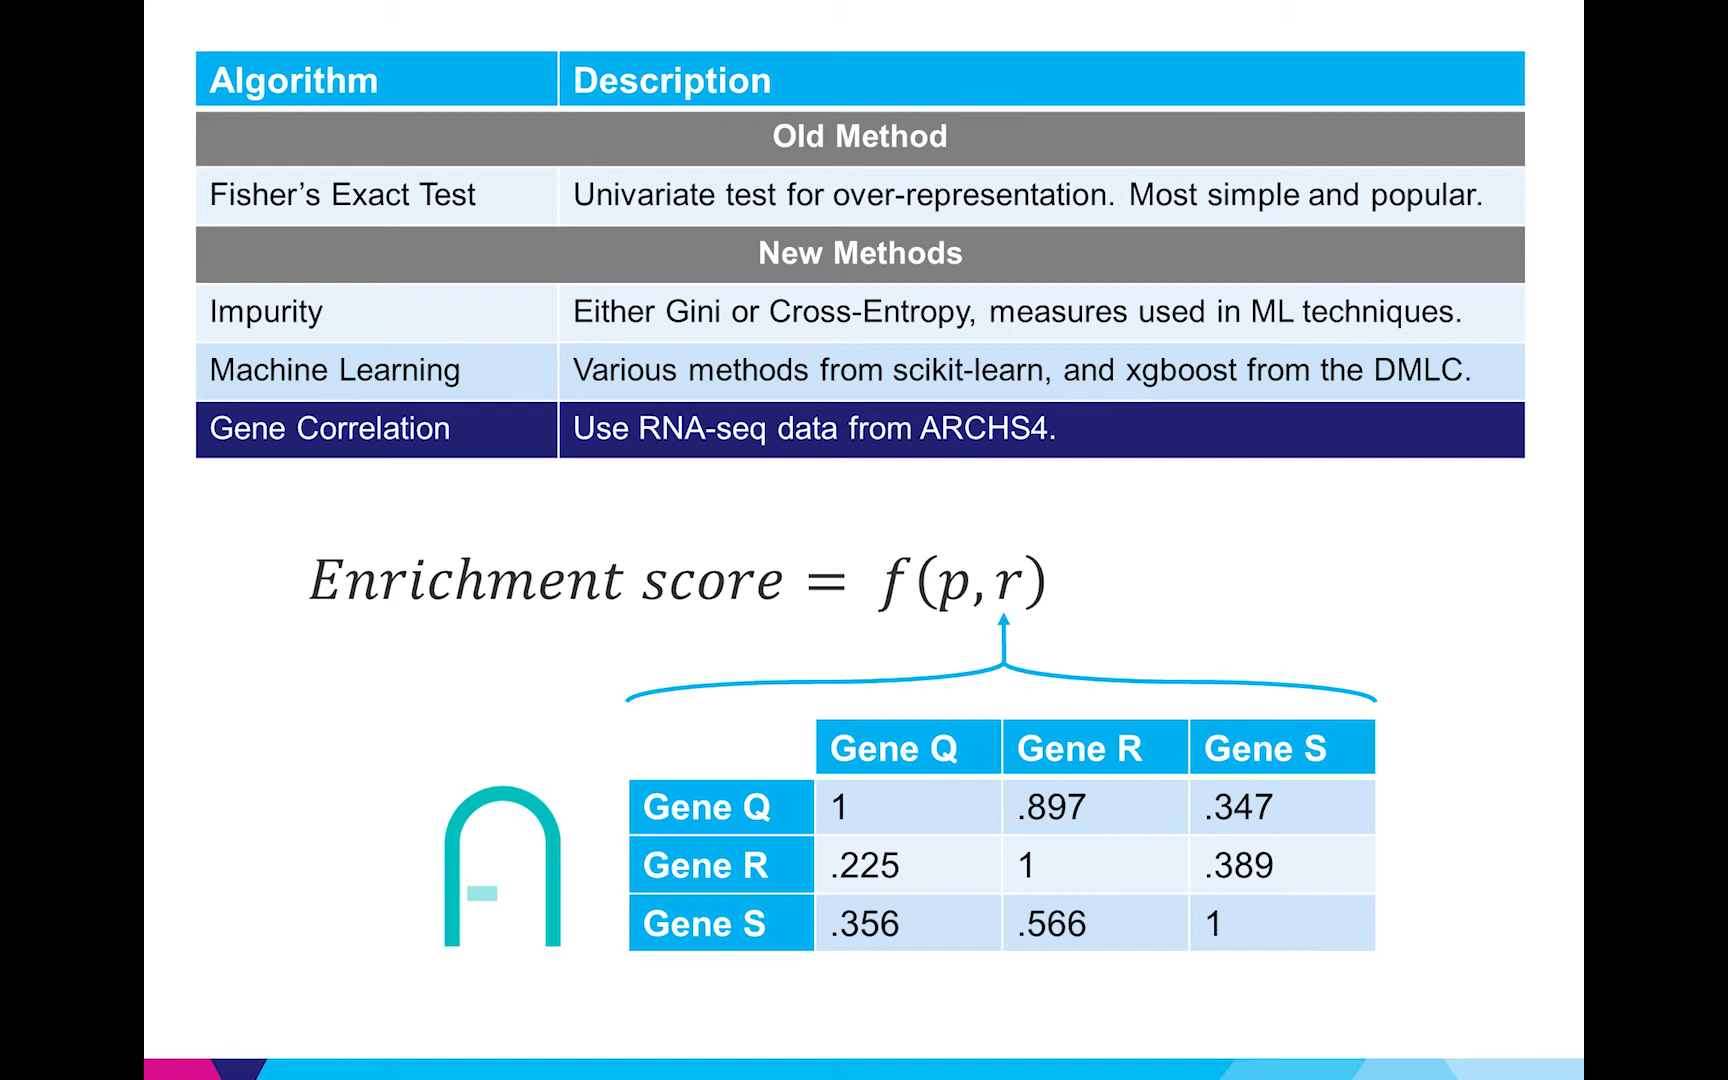 Algorithm Description
Old Method
Fisher’s Exact Test Univariate test for over-representation. Most simple and popular.
New Methods
Impurity Either Gini or Cross-Entropy, measures used in ML techniques.
Machine Learning Various methods from scikit-learn, and xgboost from the DMLC.
Gene Correlation Use RNA-seq data from ARCHS4.
Enrichment score = f(p,r)
Gene Q Gene R Gene S
Gene Q 1 .897 .347
Gene R .225 1 .389
Gene S .356 .566 1